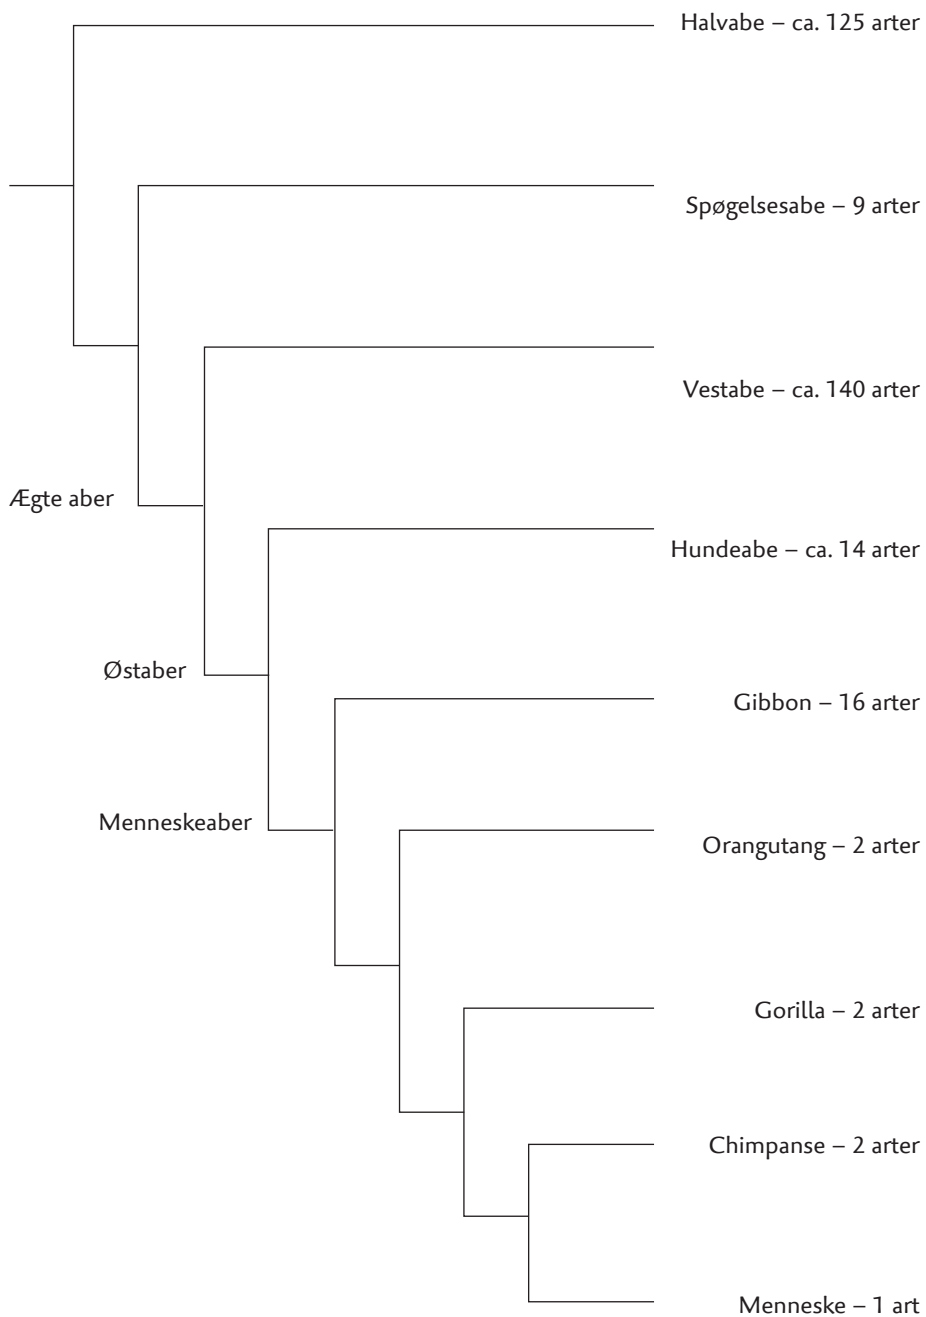 Halvabe – ca. 125 arter
Spøgelsesabe – 9 arter
Vestabe – ca. 140 arter
Ægte aber
Hundeabe – ca. 14 arter
Østaber
Gibbon – 16 arter
Menneskeaber
Orangutang – 2 arter
Gorilla – 2 arter
Chimpanse – 2 arter
Menneske – 1 art